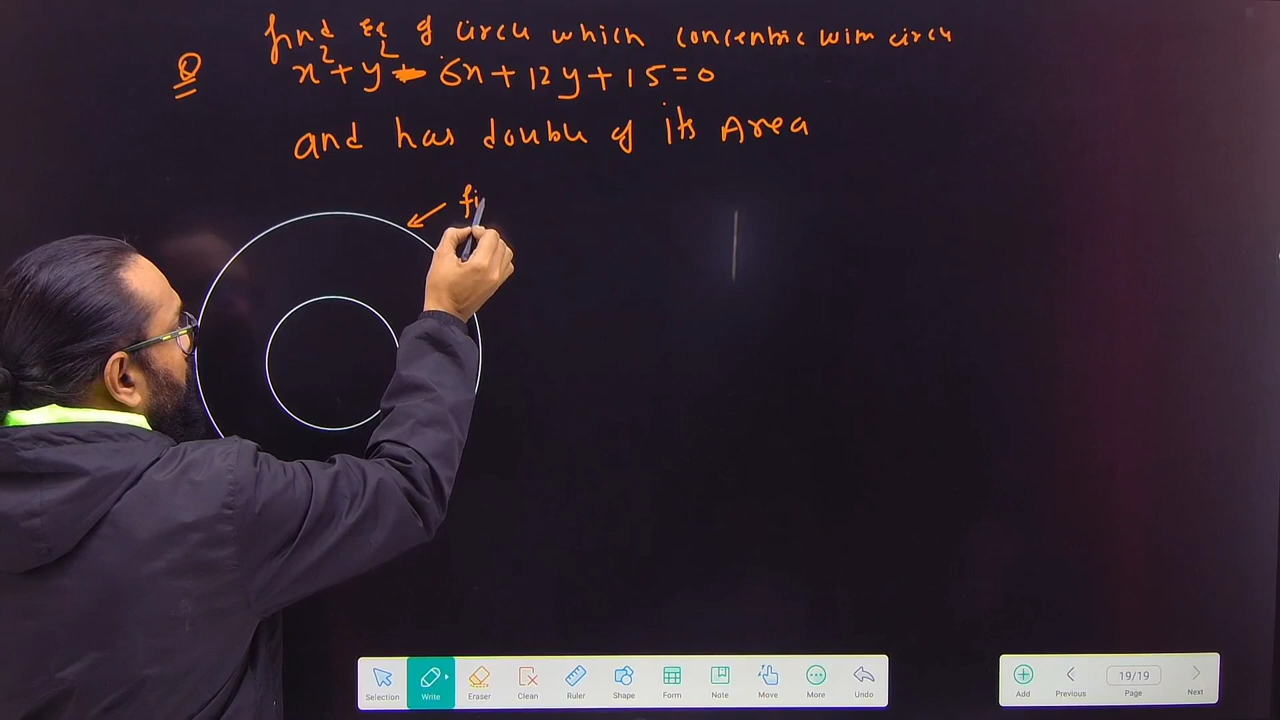 find Eq of circle which concentric with circle
Q
x² + y² - 6x + 12y + 15 = 0
and has double of its Area
fi
Selection Write Eraser Clean Ruler Shape Form Note Move More Undo
Add Previous 19/19 Page Next